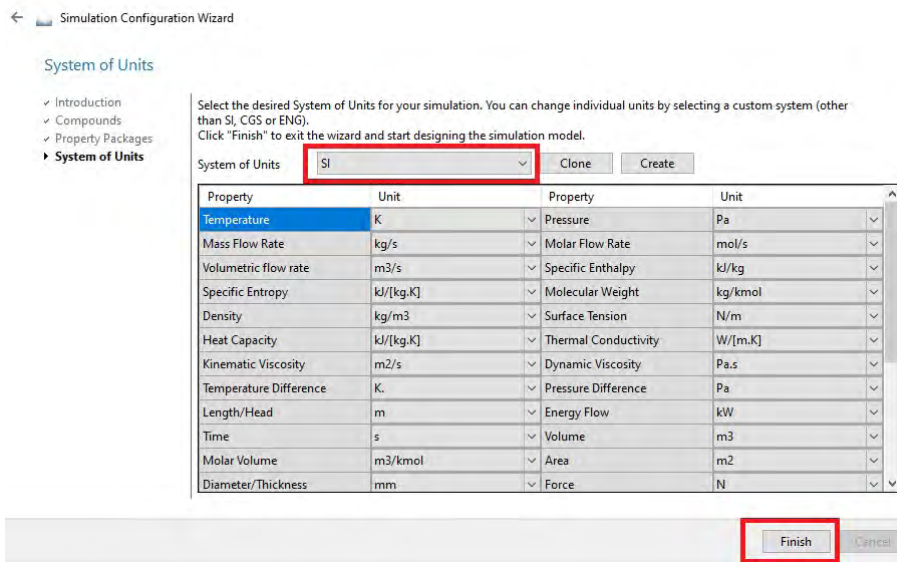 Simulation Configuration Wizard
System of Units
Introduction
Compounds
Property Packages
System of Units
Select the desired System of Units for your simulation. You can change individual units by selecting a custom system (other
than SI, CGS or ENG).
Click "Finish" to exit the wizard and start designing the simulation model.
System of Units SI Clone Create
Property Unit Property Unit
Temperature K Pressure Pa
Mass Flow Rate kg/s Molar Flow Rate mol/s
Volumetric flow rate m3/s Specific Enthalpy kJ/kg
Specific Entropy kJ/[kg.K] Molecular Weight kg/kmol
Density kg/m3 Surface Tension N/m
Heat Capacity kJ/[kg.K] Thermal Conductivity W/[m.K]
Kinematic Viscosity m2/s Dynamic Viscosity Pa.s
Temperature Difference K. Pressure Difference Pa
Length/Head m Energy Flow kW
Time s Volume m3
Molar Volume m3/kmol Area m2
Diameter/Thickness mm Force N
Finish Cancel